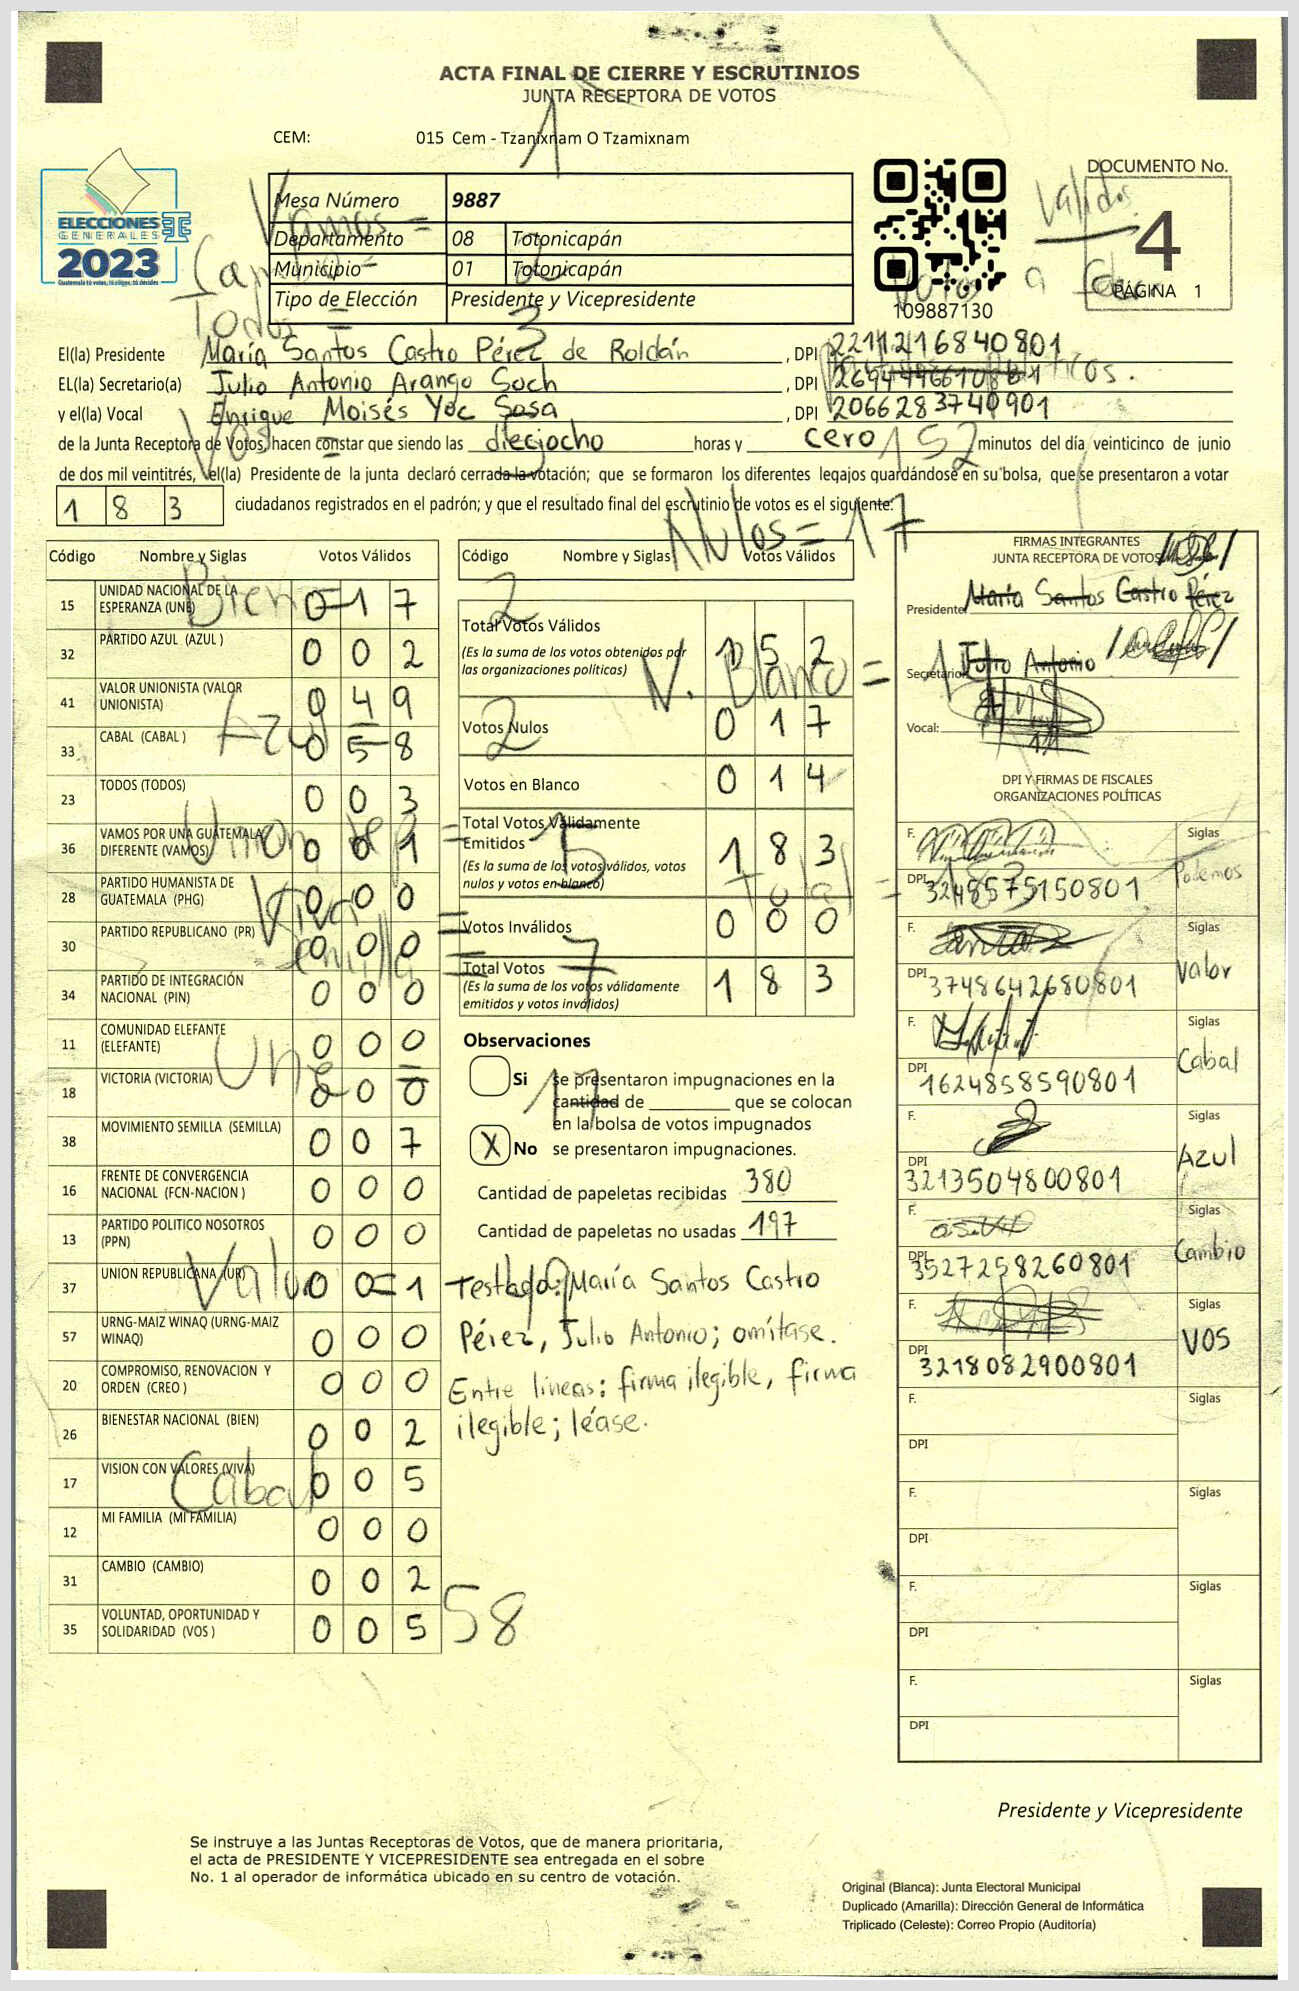 ACTA FINAL DE CIERRE Y ESCRUTINIOS
JUNTA RECEPTORA DE VOTOS
CEM: 015 Cem - Tzanixnam O Tzamixnam
1
DOCUMENTO No.
4
PÁGINA 1
Validos
Votos a
ELECCIONES
GENERALES
2023
Guatemala tú votas, tú eliges, tú decides
Mesa Número 9887
Departamento 08 Totonicapán
Municipio 01 Totonicapán
Tipo de Elección Presidente y Vicepresidente
109887130
Vamos =
Todos = 3
El(la) Presidente María Santos Castro Pérez de Roldán , DPI 2211216840801
EL(la) Secretario(a) Julio Antonio Arango Soch , DPI
y el(la) Vocal Enrique Moisés Yoc Sosa , DPI 2066283740901
de la Junta Receptora de Votos, hacen constar que siendo las dieciocho horas y cero minutos del día veinticinco de junio
de dos mil veintitrés, el(la) Presidente de la junta declaró cerrada la votación; que se formaron los diferentes legajos guardándose en su bolsa, que se presentaron a votar
183 ciudadanos registrados en el padrón; y que el resultado final del escrutinio de votos es el siguiente:
152
Nulos = 17
Código Nombre y Siglas Votos Válidos
15 UNIDAD NACIONAL DE LA ESPERANZA (UNE) 0 1 7
32 PARTIDO AZUL (AZUL ) 0 0 2
41 VALOR UNIONISTA (VALOR UNIONISTA) 0 4 9
33 CABAL (CABAL ) 0 5 8
23 TODOS (TODOS) 0 0 3
36 VAMOS POR UNA GUATEMALA DIFERENTE (VAMOS) 0 0 1
28 PARTIDO HUMANISTA DE GUATEMALA (PHG) 0 0 0
30 PARTIDO REPUBLICANO (PR) 0 0 0
34 PARTIDO DE INTEGRACIÓN NACIONAL (PIN) 0 0 0
11 COMUNIDAD ELEFANTE (ELEFANTE) 0 0 0
18 VICTORIA (VICTORIA) 0 0 0
38 MOVIMIENTO SEMILLA (SEMILLA) 0 0 7
16 FRENTE DE CONVERGENCIA NACIONAL (FCN-NACION ) 0 0 0
13 PARTIDO POLITICO NOSOTROS (PPN) 0 0 0
37 UNION REPUBLICANA (UR) 0 0 1
57 URNG-MAIZ WINAQ (URNG-MAIZ WINAQ) 0 0 0
20 COMPROMISO, RENOVACION Y ORDEN (CREO ) 0 0 0
26 BIENESTAR NACIONAL (BIEN) 0 0 2
17 VISION CON VALORES (VIVA) 0 0 5
12 MI FAMILIA (MI FAMILIA) 0 0 0
31 CAMBIO (CAMBIO) 0 0 2
35 VOLUNTAD, OPORTUNIDAD Y SOLIDARIDAD (VOS ) 0 0 5
Bien
2
Azul
2
Viva = 5
Semilla = 7
Une 17
Valor
Cabal
58
Código Nombre y Siglas Votos Válidos
Total Votos Válidos 1 5 2
(Es la suma de los votos obtenidos por
las organizaciones políticas)
V. Blanco =
Votos Nulos 0 1 7
Votos en Blanco 0 1 4
Total Votos Válidamente
Emitidos 1 8 3
(Es la suma de los votos válidos, votos
nulos y votos en blanco)
Total =
Votos Inválidos 0 0 0
Total Votos 1 8 3
(Es la suma de los votos válidamente
emitidos y votos inválidos)
Observaciones
Si se presentaron impugnaciones en la
cantidad de ________ que se colocan
en la bolsa de votos impugnados
X No se presentaron impugnaciones.
Cantidad de papeletas recibidas 380
Cantidad de papeletas no usadas 197
Testado: María Santos Castro
Pérez, Julio Antonio; omítase.
Entre líneas: firma ilegible, firma
ilegible; léase.
FIRMAS INTEGRANTES
JUNTA RECEPTORA DE VOTOS
Presidente: María Santos Castro Pérez
Secretario: Julio Antonio
Vocal:
DPI Y FIRMAS DE FISCALES
ORGANIZACIONES POLÍTICAS
F. Siglas
DPI 3248575150801 Podemos
F. Siglas
DPI 3748642680801 Valor
F. Siglas
DPI 1624858590801 Cabal
F. Siglas
DPI 3213504800801 Azul
F. Siglas
DPI 3527258260801 Cambio
F. Siglas
DPI 3218082900801 VOS
F. Siglas
DPI
F. Siglas
DPI
F. Siglas
DPI
F. Siglas
DPI
Presidente y Vicepresidente
Se instruye a las Juntas Receptoras de Votos, que de manera prioritaria,
el acta de PRESIDENTE Y VICEPRESIDENTE sea entregada en el sobre
No. 1 al operador de informática ubicado en su centro de votación.
Original (Blanca): Junta Electoral Municipal
Duplicado (Amarilla): Dirección General de Informática
Triplicado (Celeste): Correo Propio (Auditoría)